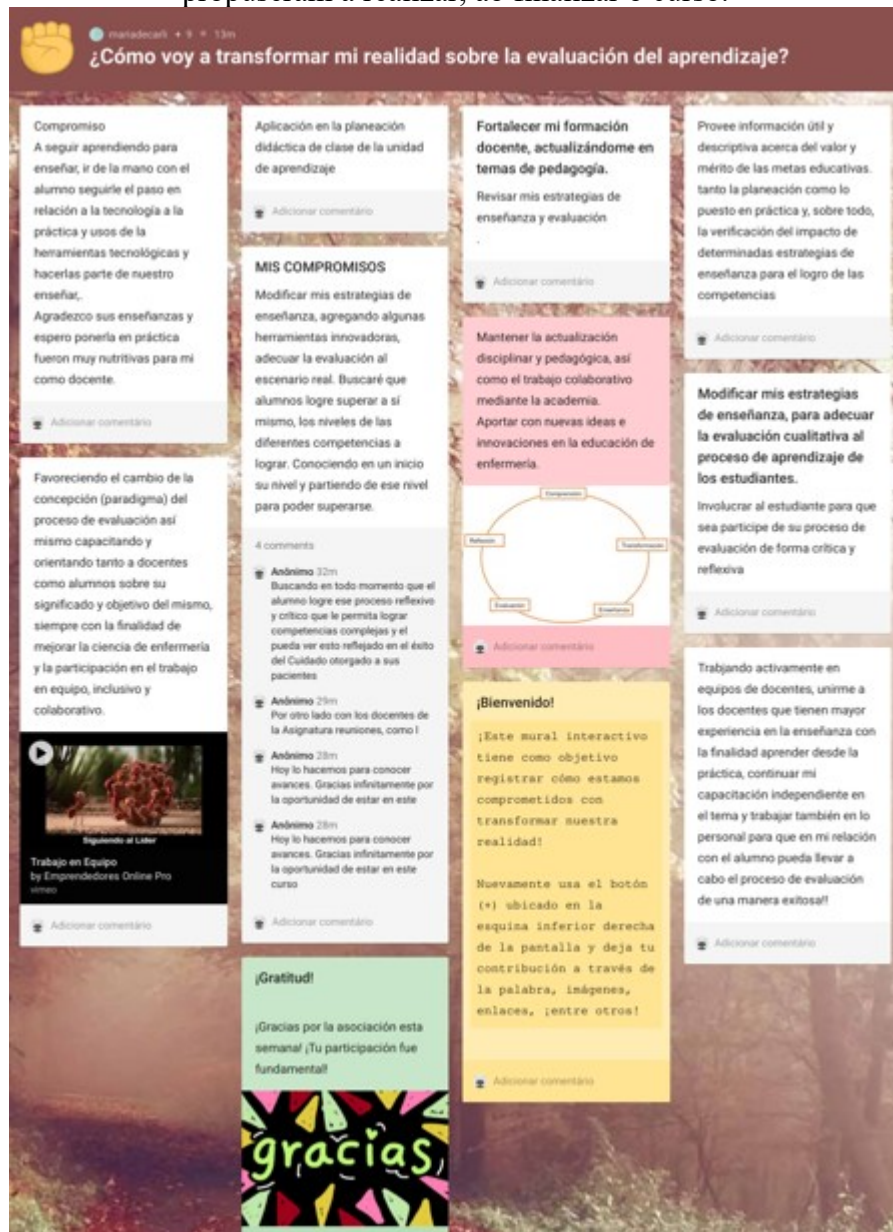 propuseram a realizar, ao finalizar o curso.
mariadecarli + 9 • 13m
¿Cómo voy a transformar mi realidad sobre la evaluación del aprendizaje?
Compromiso
A seguir aprendiendo para
enseñar, ir de la mano con el
alumno seguirle el paso en
relación a la tecnología a la
práctica y usos de la
herramientas tecnológicas y
hacerlas parte de nuestro
enseñar,.
Agradezco sus enseñanzas y
espero ponerla en práctica
fueron muy nutritivas para mi
como docente.
Adicionar comentário
Favoreciendo el cambio de la
concepción (paradigma) del
proceso de evaluación así
mismo capacitando y
orientando tanto a docentes
como alumnos sobre su
significado y objetivo del mismo,
siempre con la finalidad de
mejorar la ciencia de enfermería
y la participación en el trabajo
en equipo, inclusivo y
colaborativo.
Siguiendo al Lider
Trabajo en Equipo
by Emprendedores Online Pro
vimeo
Adicionar comentário
Aplicación en la planeación
didáctica de clase de la unidad
de aprendizaje
Adicionar comentário
MIS COMPROMISOS
Modificar mis estrategias de
enseñanza, agregando algunas
herramientas innovadoras,
adecuar la evaluación al
escenario real. Buscaré que
alumnos logre superar a sí
mismo, los niveles de las
diferentes competencias a
lograr. Conociendo en un inicio
su nivel y partiendo de ese nivel
para poder superarse.
4 comments
Anónimo 32m
Buscando en todo momento que el
alumno logre ese proceso reflexivo
y crítico que le permita lograr
competencias complejas y el
pueda ver esto reflejado en el éxito
del Cuidado otorgado a sus
pacientes
Anónimo 29m
Por otro lado con los docentes de
la Asignatura reuniones, como l
Anónimo 28m
Hoy lo hacemos para conocer
avances. Gracias infinitamente por
la oportunidad de estar en este
Anónimo 28m
Hoy lo hacemos para conocer
avances. Gracias infinitamente por
la oportunidad de estar en este
curso
Adicionar comentário
¡Gratitud!
¡Gracias por la asociación esta
semana! ¡Tu participación fue
fundamental!
gracias
Fortalecer mi formación
docente, actualizándome en
temas de pedagogía.
Revisar mis estrategias de
enseñanza y evaluación
.
Adicionar comentário
Mantener la actualización
disciplinar y pedagógica, así
como el trabajo colaborativo
mediante la academia.
Aportar con nuevas ideas e
innovaciones en la educación de
enfermería.
Comprensión
Reflexión
Transformación
Evaluación
Enseñanza
Adicionar comentário
¡Bienvenido!
¡Este mural interactivo
tiene como objetivo
registrar cómo estamos
comprometidos con
transformar nuestra
realidad!
Nuevamente usa el botón
(+) ubicado en la
esquina inferior derecha
de la pantalla y deja tu
contribución a través de
la palabra, imágenes,
enlaces, ¡entre otros!
Adicionar comentário
Provee información útil y
descriptiva acerca del valor y
mérito de las metas educativas.
tanto la planeación como lo
puesto en práctica y, sobre todo,
la verificación del impacto de
determinadas estrategias de
enseñanza para el logro de las
competencias
Adicionar comentário
Modificar mis estrategias
de enseñanza, para adecuar
la evaluación cualitativa al
proceso de aprendizaje de
los estudiantes.
Involucrar al estudiante para que
sea participe de su proceso de
evaluación de forma crítica y
reflexiva
Adicionar comentário
Trabjando activamente en
equipos de docentes, unirme a
los docentes que tienen mayor
experiencia en la enseñanza con
la finalidad aprender desde la
práctica, continuar mi
capacitación independiente en
el tema y trabajar también en lo
personal para que en mi relación
con el alumno pueda llevar a
cabo el proceso de evaluación
de una manera exitosa!!
Adicionar comentário